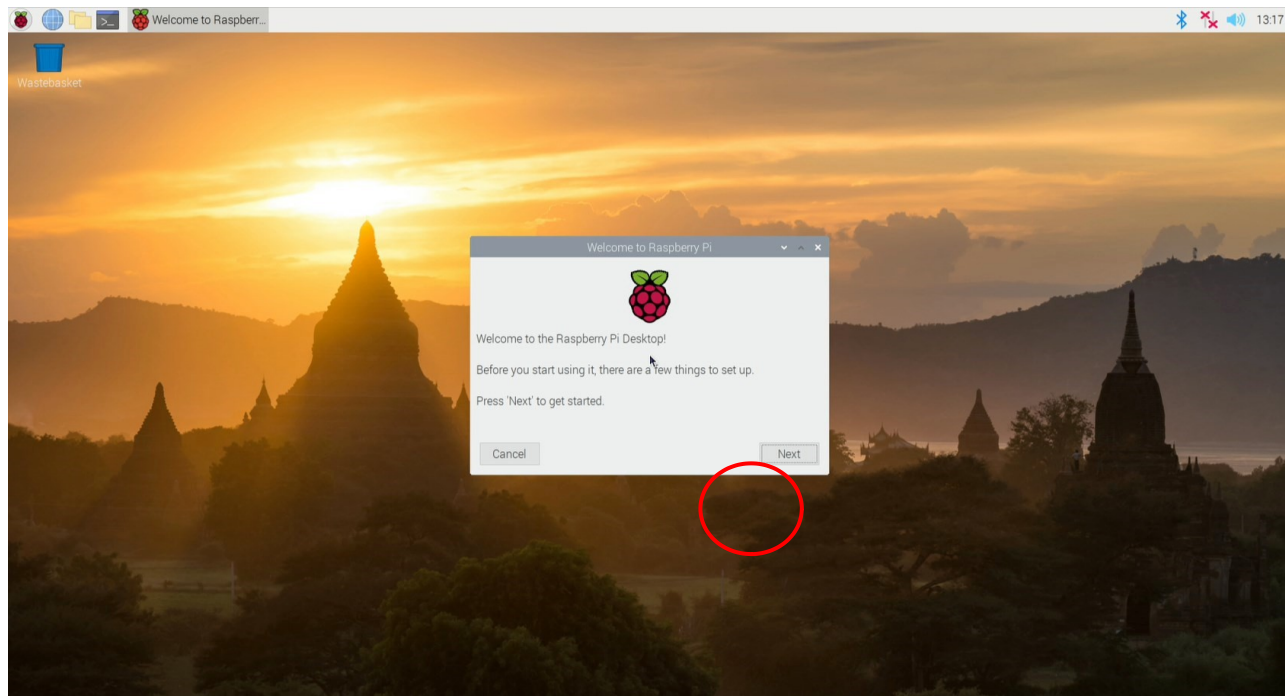 Welcome to Raspberr...
13:17
Wastebasket
Welcome to Raspberry Pi
Welcome to the Raspberry Pi Desktop!
Before you start using it, there are a few things to set up.
Press 'Next' to get started.
Cancel
Next